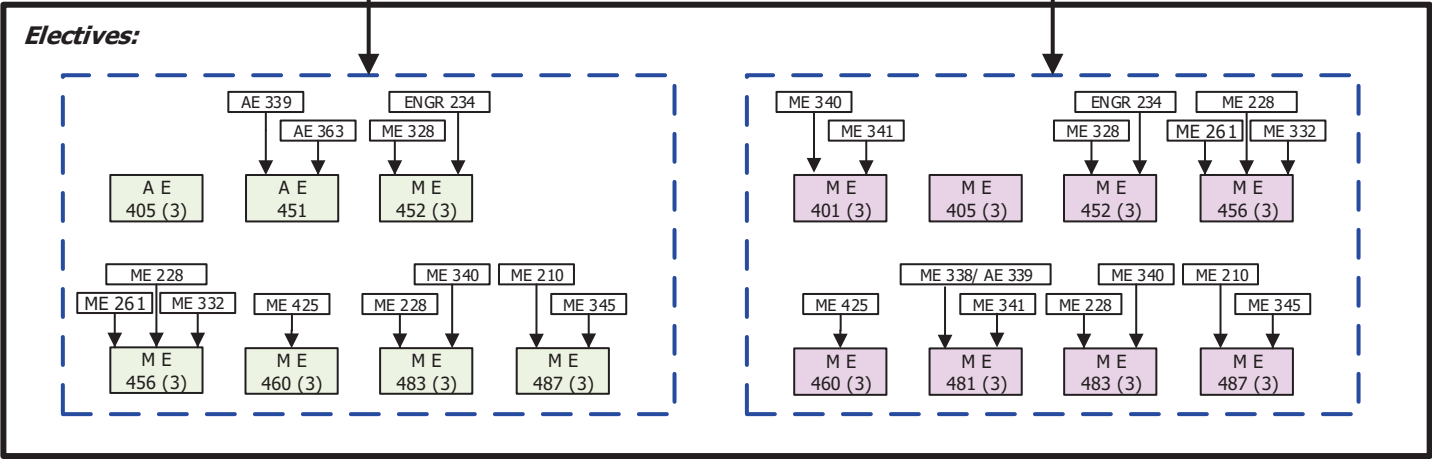 Electives:
AE 339
ENGR 234
AE 363
ME 328
A E
405 (3)
A E
451
M E
452 (3)
ME 228
ME 340
ME 210
ME 261
ME 332
ME 425
ME 228
ME 345
M E
456 (3)
M E
460 (3)
M E
483 (3)
M E
487 (3)
ME 340
ENGR 234
ME 228
ME 341
ME 328
ME 261
ME 332
M E
401 (3)
M E
405 (3)
M E
452 (3)
M E
456 (3)
ME 338/ AE 339
ME 340
ME 210
ME 425
ME 341
ME 228
ME 345
M E
460 (3)
M E
481 (3)
M E
483 (3)
M E
487 (3)